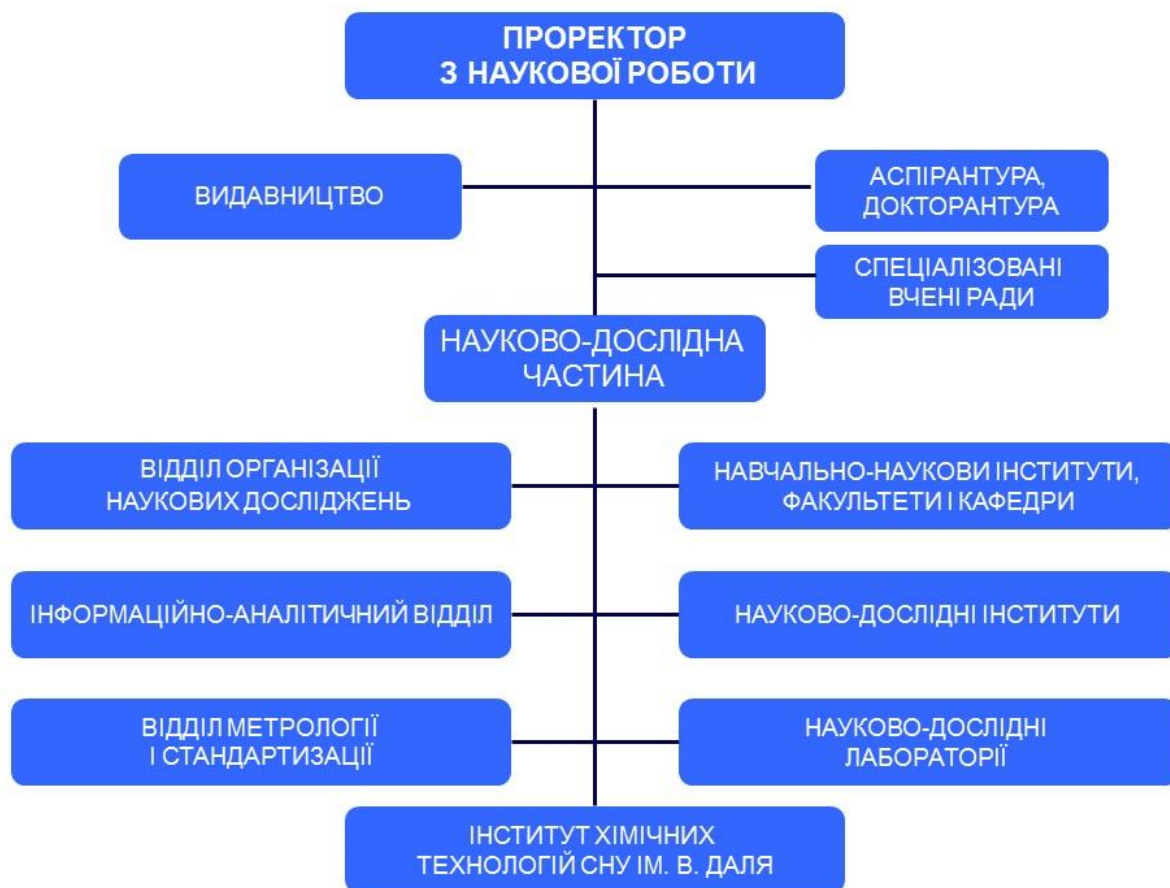 ПРОРЕКТОР
З НАУКОВОЇ РОБОТИ
ВИДАВНИЦТВО
АСПІРАНТУРА,
ДОКТОРАНТУРА
СПЕЦІАЛІЗОВАНІ
ВЧЕНІ РАДИ
НАУКОВО-ДОСЛІДНА
ЧАСТИНА
ВІДДІЛ ОРГАНІЗАЦІЇ
НАУКОВИХ ДОСЛІДЖЕНЬ
НАВЧАЛЬНО-НАУКОВИ ІНСТИТУТИ,
ФАКУЛЬТЕТИ І КАФЕДРИ
ІНФОРМАЦІЙНО-АНАЛІТИЧНИЙ ВІДДІЛ
НАУКОВО-ДОСЛІДНІ ІНСТИТУТИ
ВІДДІЛ МЕТРОЛОГІЇ
І СТАНДАРТИЗАЦІЇ
НАУКОВО-ДОСЛІДНІ
ЛАБОРАТОРІЇ
ІНСТИТУТ ХІМІЧНИХ
ТЕХНОЛОГІЙ СНУ ІМ. В. ДАЛЯ